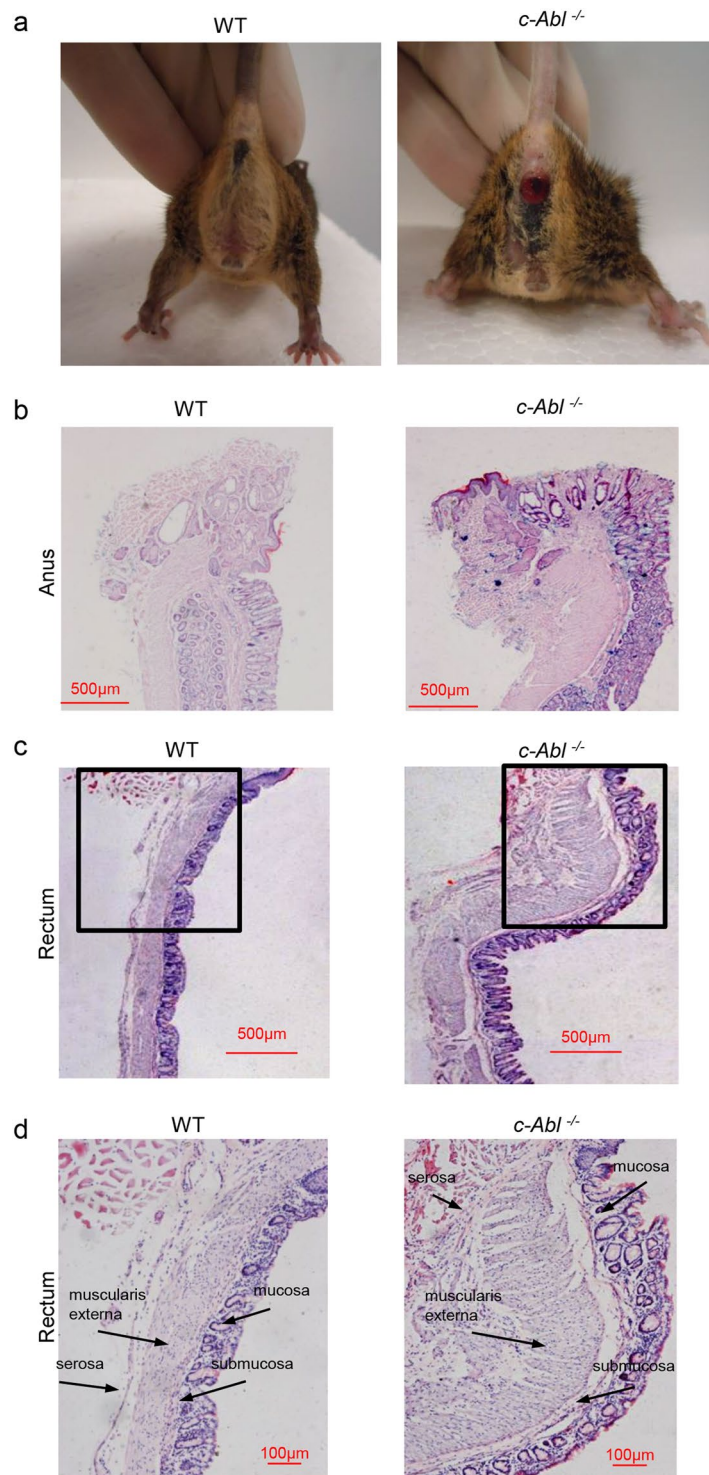 a
WT
c-Abl -/-
b
WT
c-Abl -/-
Anus
500µm
500µm
c
WT
c-Abl -/-
Rectum
500µm
500µm
d
WT
c-Abl -/-
serosa
mucosa
muscularis
externa
mucosa
muscularis
externa
Rectum
serosa
submucosa
submucosa
100µm
100µm